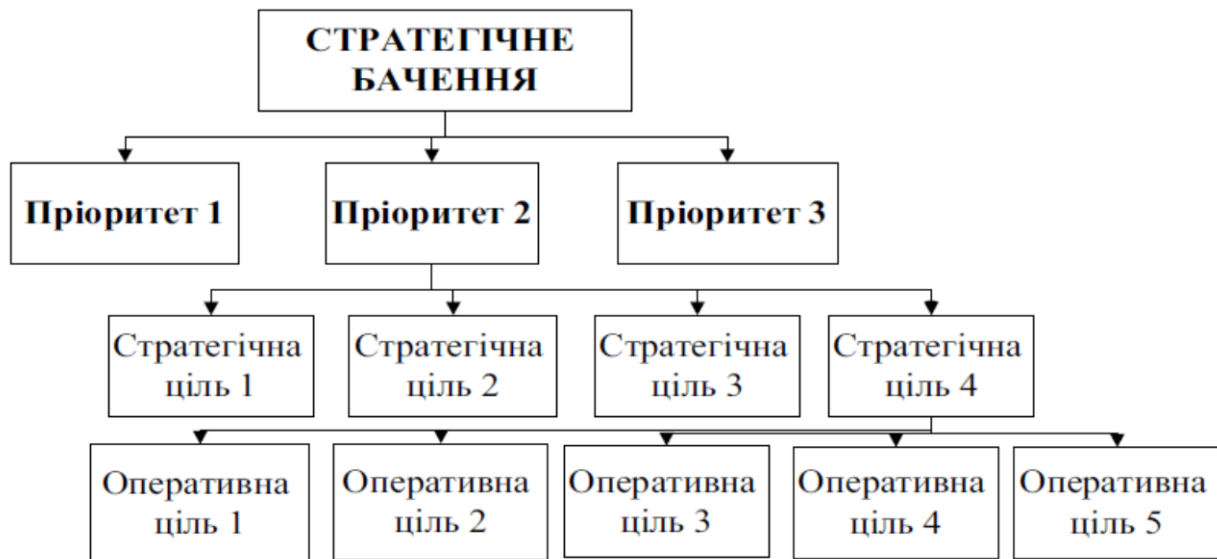 СТРАТЕГІЧНЕ
БАЧЕННЯ
Пріоритет 1
Пріоритет 2
Пріоритет 3
Стратегічна
ціль 1
Стратегічна
ціль 2
Стратегічна
ціль 3
Стратегічна
ціль 4
Оперативна
ціль 1
Оперативна
ціль 2
Оперативна
ціль 3
Оперативна
ціль 4
Оперативна
ціль 5